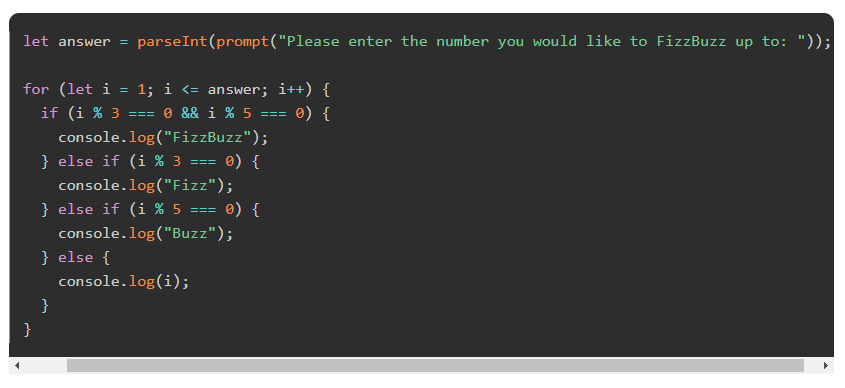 let answer = parseInt(prompt("Please enter the number you would like to FizzBuzz up to: "));

for (let i = 1; i <= answer; i++) {
  if (i % 3 === 0 && i % 5 === 0) {
    console.log("FizzBuzz");
  } else if (i % 3 === 0) {
    console.log("Fizz");
  } else if (i % 5 === 0) {
    console.log("Buzz");
  } else {
    console.log(i);
  }
}